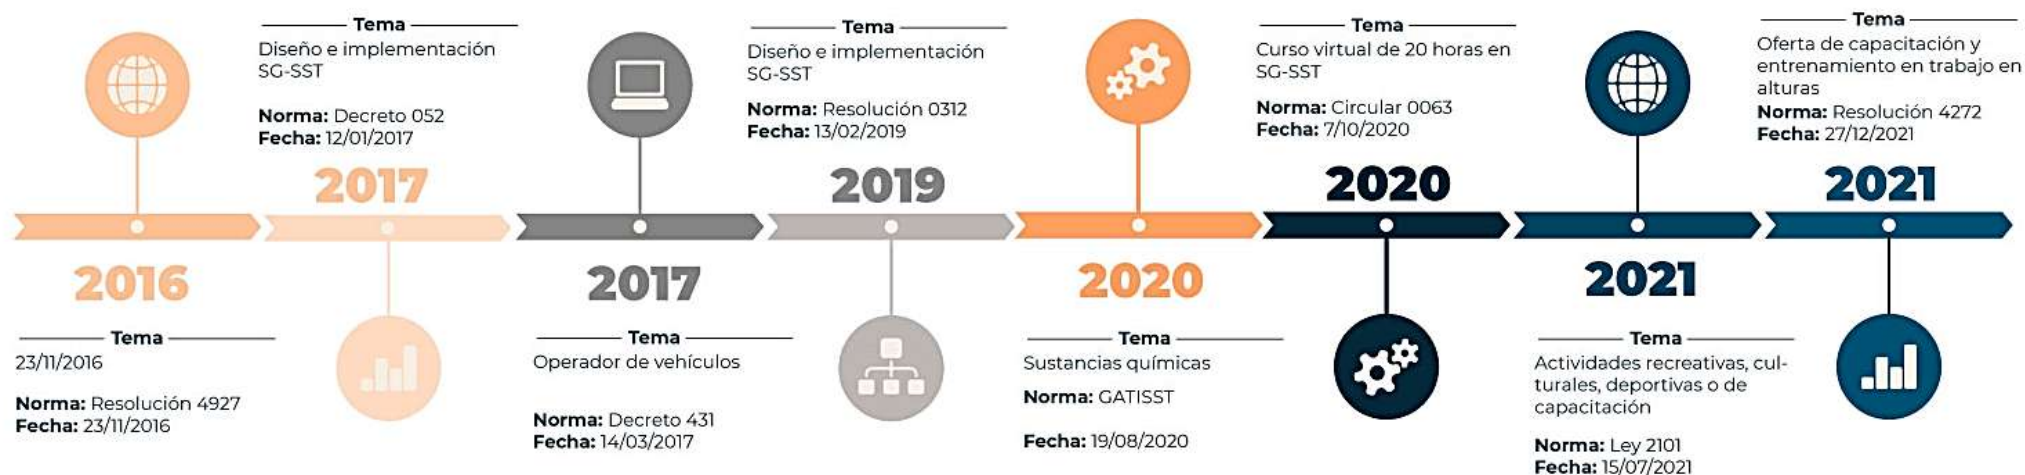 2016
Tema
23/11/2016
Norma: Resolución 4927
Fecha: 23/11/2016
Tema
Diseño e implementación
SG-SST
Norma: Decreto 052
Fecha: 12/01/2017
2017
2017
Tema
Operador de vehículos
Norma: Decreto 431
Fecha: 14/03/2017
Tema
Diseño e implementación
SG-SST
Norma: Resolución 0312
Fecha: 13/02/2019
2019
2020
Tema
Sustancias químicas
Norma: GATISST
Fecha: 19/08/2020
Tema
Curso virtual de 20 horas en
SG-SST
Norma: Circular 0063
Fecha: 7/10/2020
2020
2021
Tema
Actividades recreativas, cul-
turales, deportivas o de
capacitación
Norma: Ley 2101
Fecha: 15/07/2021
Tema
Oferta de capacitación y
entrenamiento en trabajo en
alturas
Norma: Resolución 4272
Fecha: 27/12/2021
2021